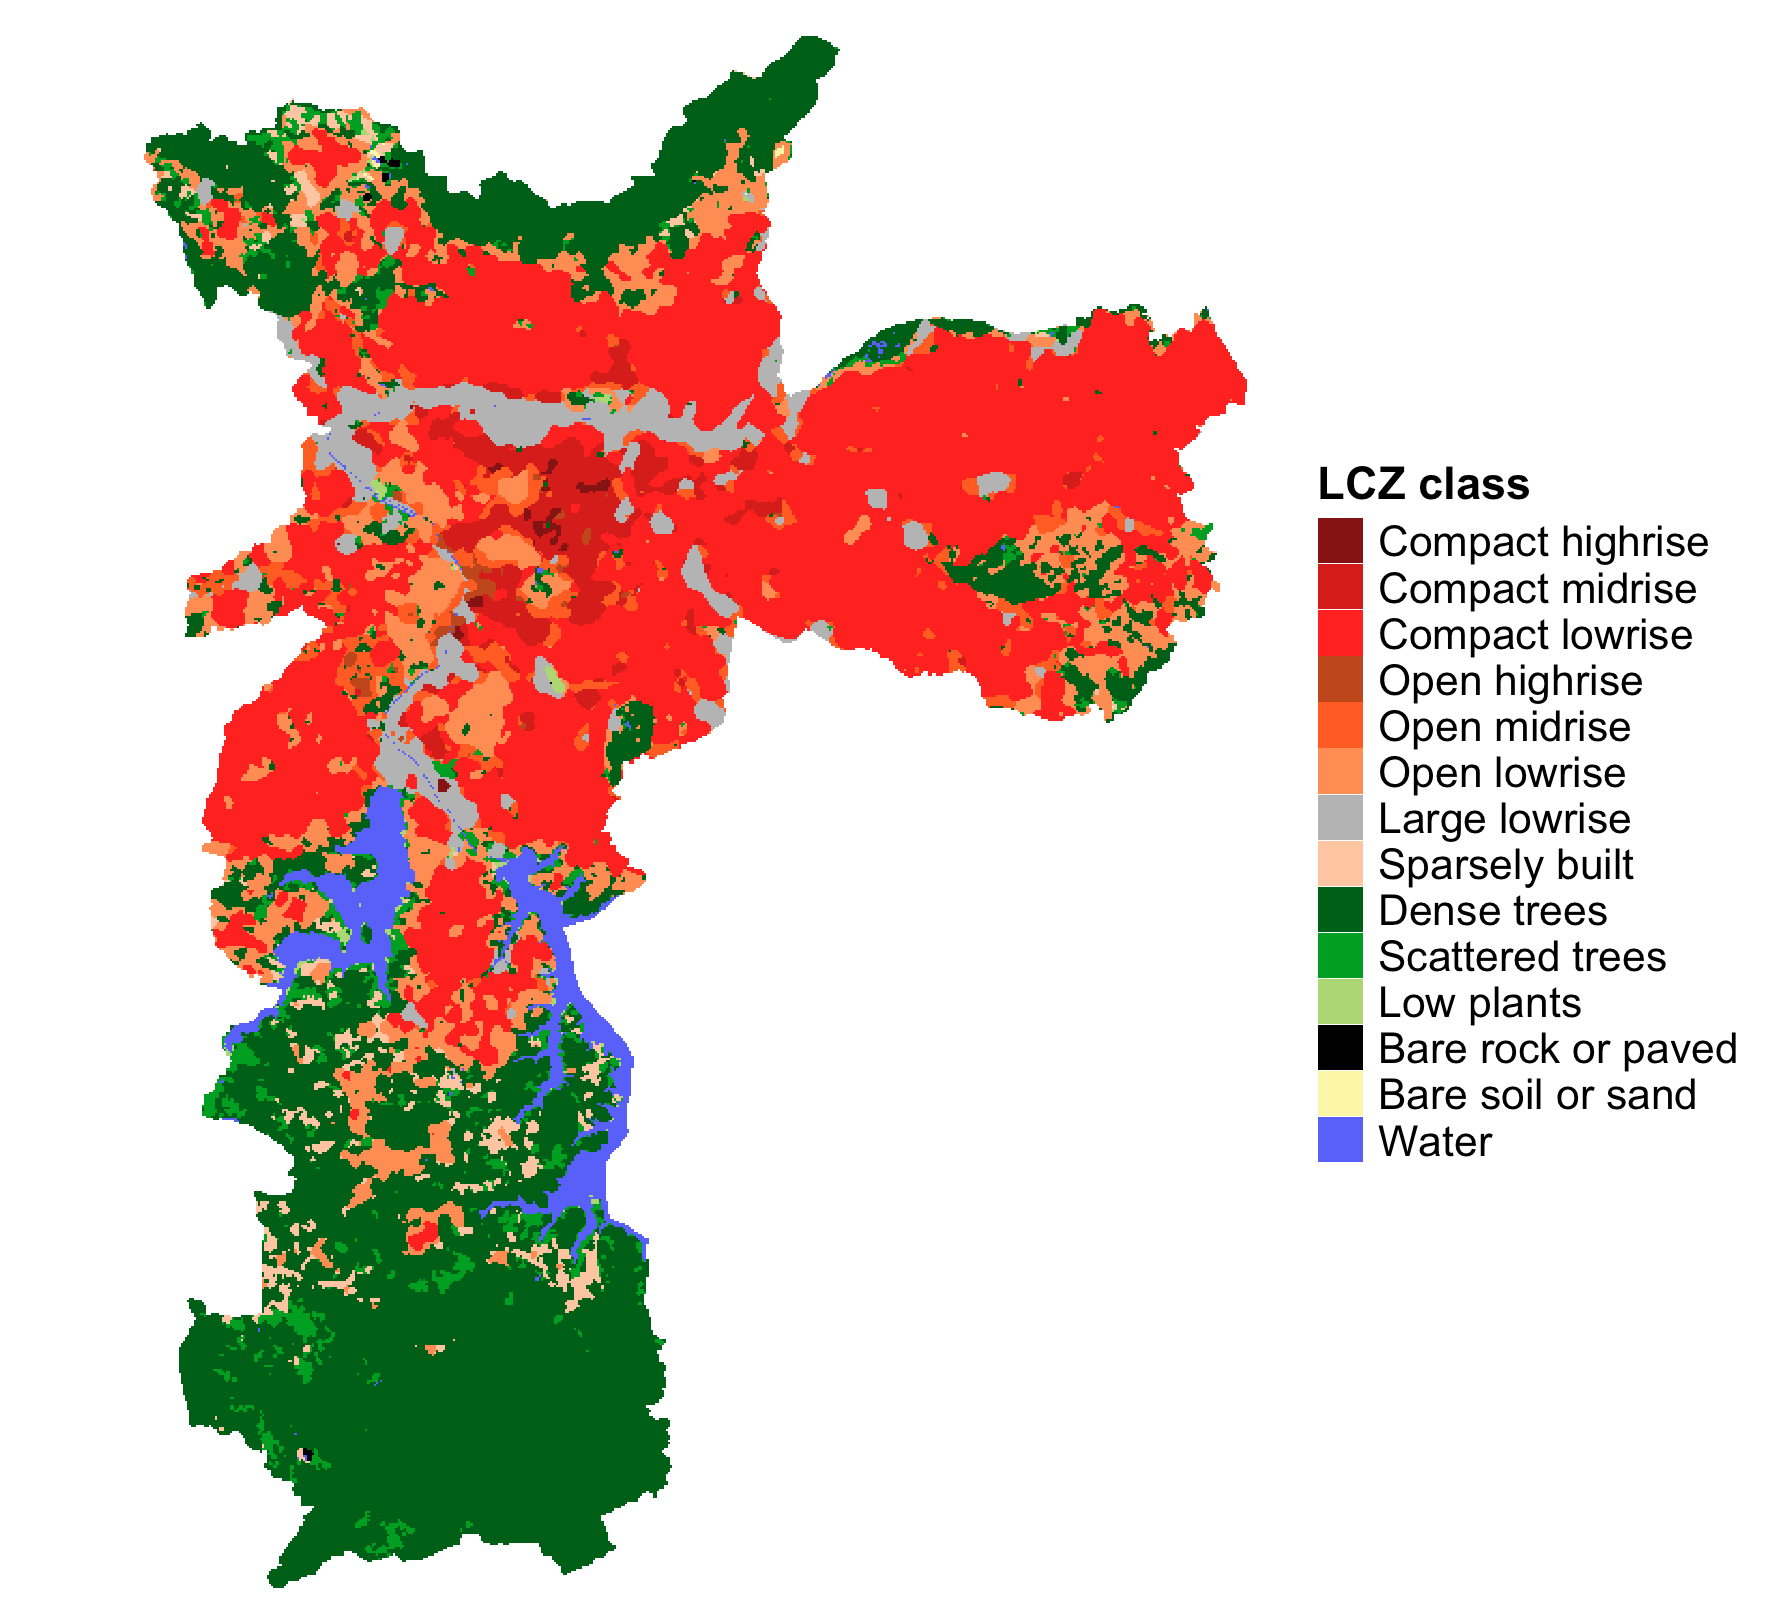 LCZ class
Compact highrise
Compact midrise
Compact lowrise
Open highrise
Open midrise
Open lowrise
Large lowrise
Sparsely built
Dense trees
Scattered trees
Low plants
Bare rock or paved
Bare soil or sand
Water